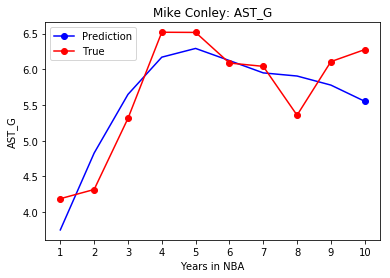 Mike Conley: AST_G
Prediction
True
AST_G
6.5
6.0
5.5
5.0
4.5
4.0
1 2 3 4 5 6 7 8 9 10
Years in NBA